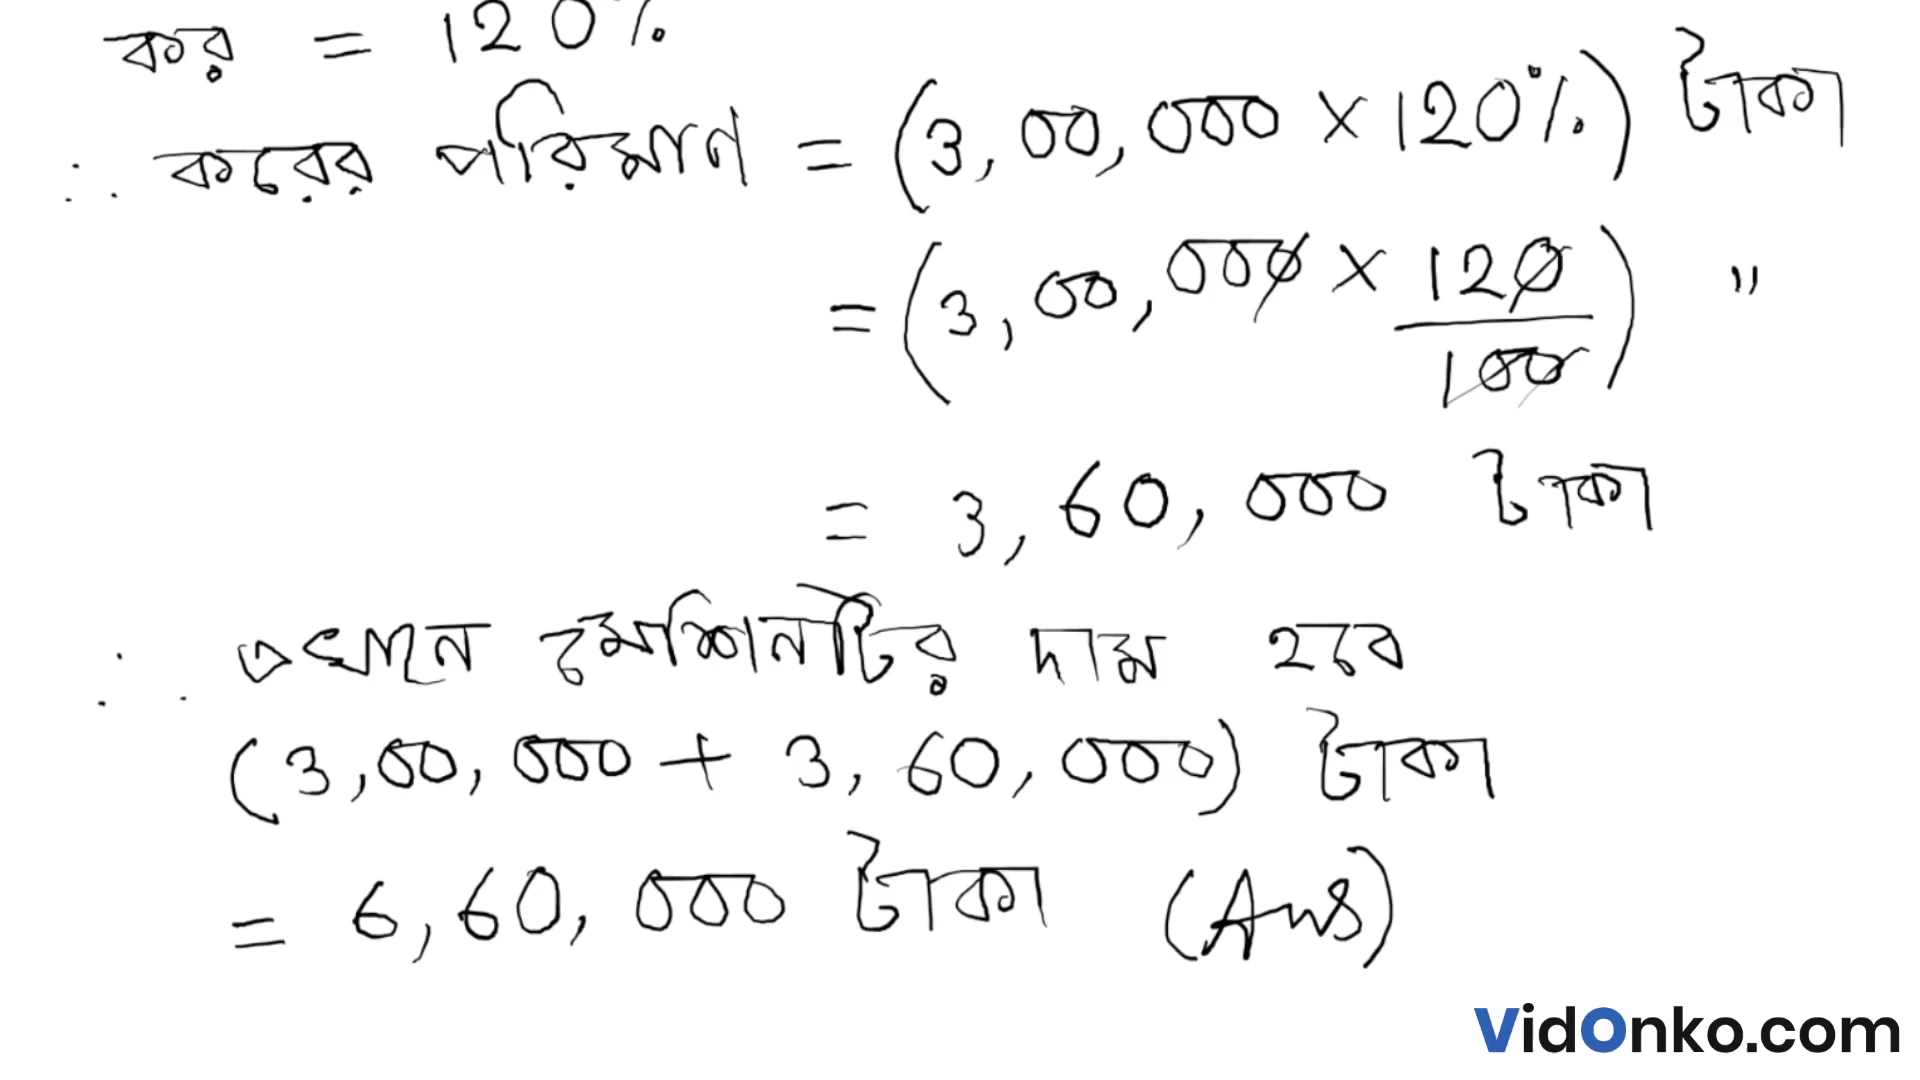 কর = 120%
∴ করের পরিমাণ = (3,00,000 × 120%) টাকা
= (3,00,000 × 120/100) "
= 3,60,000 টাকা
∴ এখানে মেশিনটির দাম হবে
(3,00,000 + 3,60,000) টাকা
= 6,60,000 টাকা (Ans)
VidOnko.com